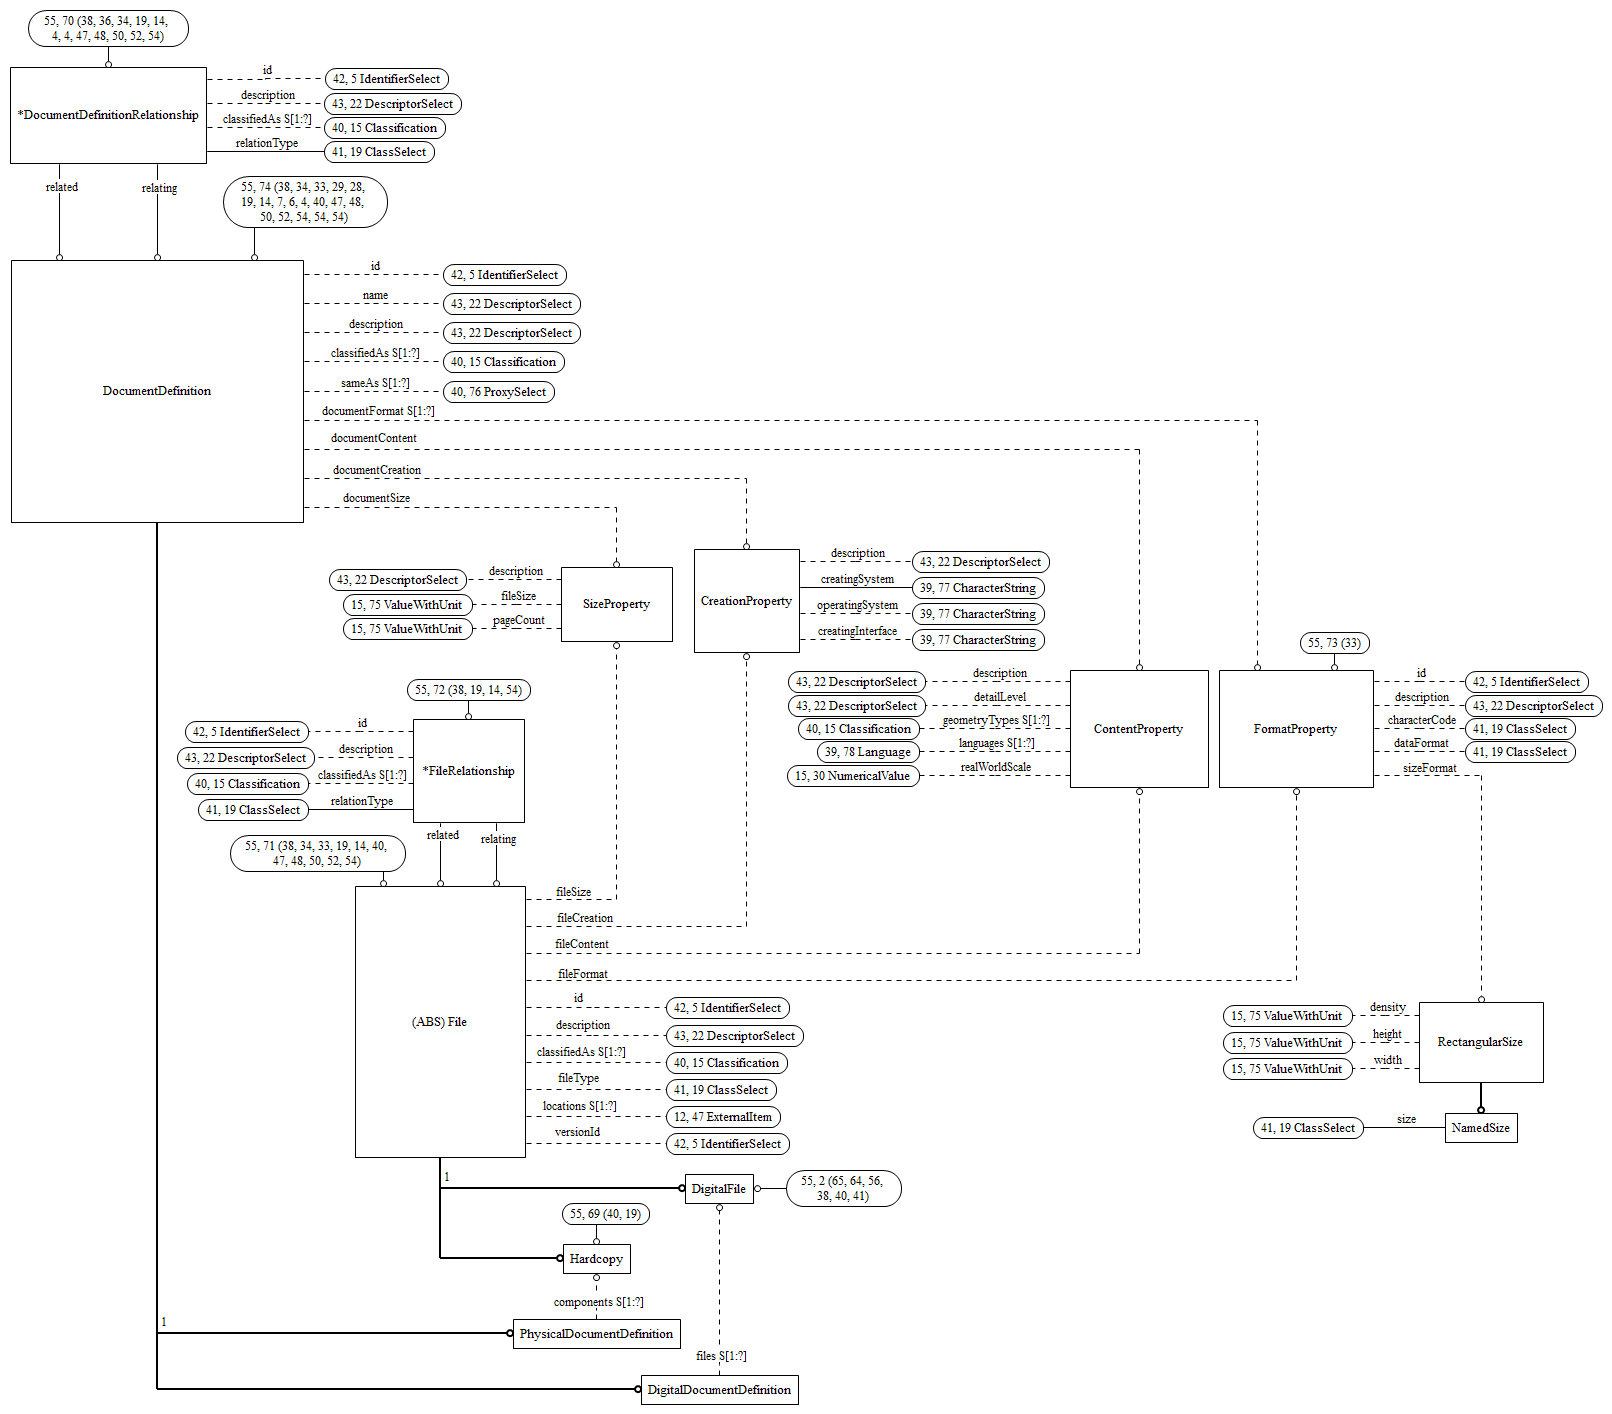 55, 70 (38, 36, 34, 19, 14,
4, 4, 47, 48, 50, 52, 54)
*DocumentDefinitionRelationship
id
42, 5 IdentifierSelect
description
43, 22 DescriptorSelect
classifiedAs S[1:?]
40, 15 Classification
relationType
41, 19 ClassSelect
related
relating
55, 74 (38, 34, 33, 29, 28,
19, 14, 7, 6, 4, 40, 47, 48,
50, 52, 54, 54, 54)
DocumentDefinition
id
42, 5 IdentifierSelect
name
43, 22 DescriptorSelect
description
43, 22 DescriptorSelect
classifiedAs S[1:?]
40, 15 Classification
sameAs S[1:?]
40, 76 ProxySelect
documentFormat S[1:?]
documentContent
documentCreation
documentSize
43, 22 DescriptorSelect
description
15, 75 ValueWithUnit
fileSize
15, 75 ValueWithUnit
pageCount
SizeProperty
CreationProperty
description
43, 22 DescriptorSelect
creatingSystem
39, 77 CharacterString
operatingSystem
39, 77 CharacterString
creatingInterface
39, 77 CharacterString
43, 22 DescriptorSelect
description
43, 22 DescriptorSelect
detailLevel
40, 15 Classification
geometryTypes S[1:?]
39, 78 Language
languages S[1:?]
15, 30 NumericalValue
realWorldScale
ContentProperty
55, 73 (33)
FormatProperty
id
42, 5 IdentifierSelect
description
43, 22 DescriptorSelect
characterCode
41, 19 ClassSelect
dataFormat
41, 19 ClassSelect
sizeFormat
55, 72 (38, 19, 14, 54)
42, 5 IdentifierSelect
id
43, 22 DescriptorSelect
description
40, 15 Classification
classifiedAs S[1:?]
41, 19 ClassSelect
relationType
*FileRelationship
related
relating
55, 71 (38, 34, 33, 19, 14, 40,
47, 48, 50, 52, 54)
(ABS) File
fileSize
fileCreation
fileContent
fileFormat
id
42, 5 IdentifierSelect
description
43, 22 DescriptorSelect
classifiedAs S[1:?]
40, 15 Classification
fileType
41, 19 ClassSelect
locations S[1:?]
12, 47 ExternalItem
versionId
42, 5 IdentifierSelect
15, 75 ValueWithUnit
density
15, 75 ValueWithUnit
height
15, 75 ValueWithUnit
width
RectangularSize
41, 19 ClassSelect
size
NamedSize
1
DigitalFile
55, 2 (65, 64, 56,
38, 40, 41)
55, 69 (40, 19)
Hardcopy
components S[1:?]
1
PhysicalDocumentDefinition
files S[1:?]
DigitalDocumentDefinition